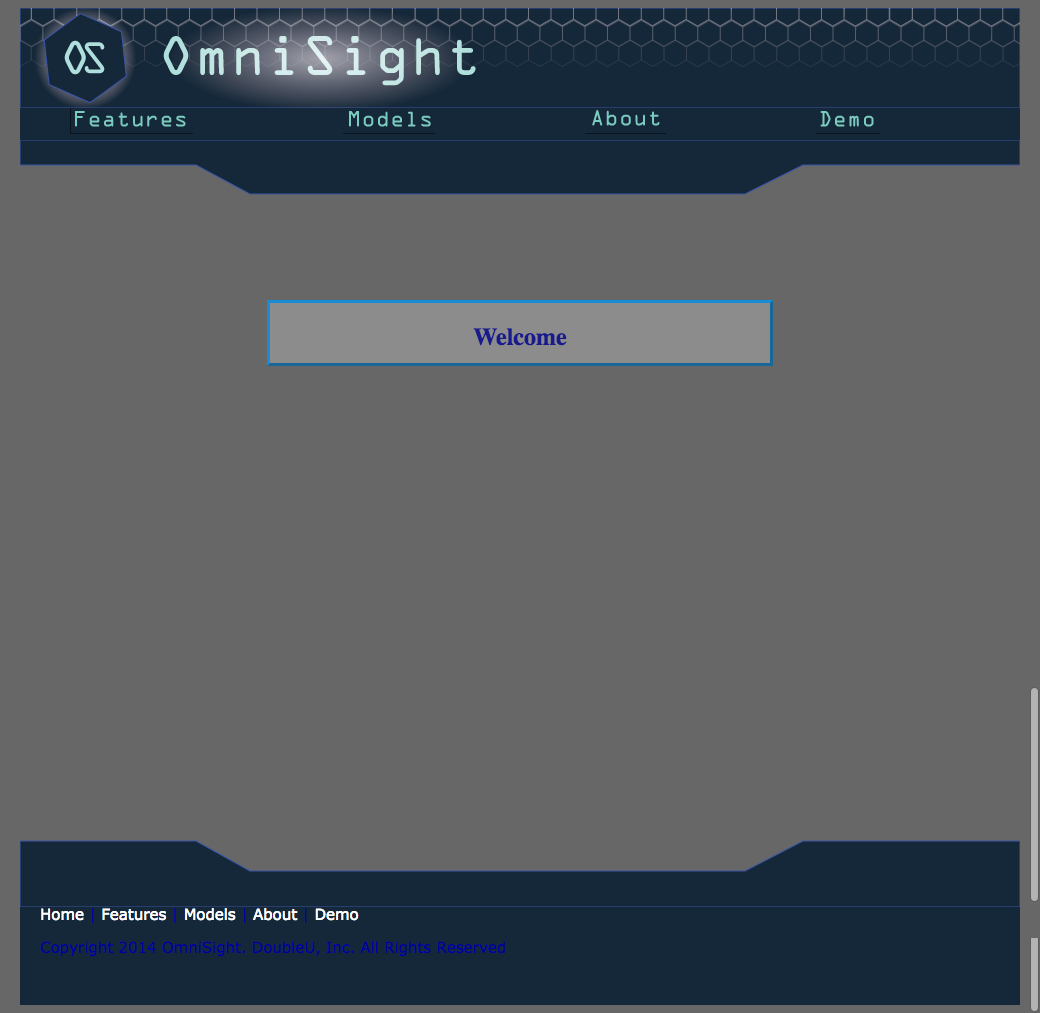 OS OmniSight
Features Models About Demo
Welcome
Home | Features | Models | About | Demo
Copyright 2014 OmniSight. DoubleU, Inc. All Rights Reserved